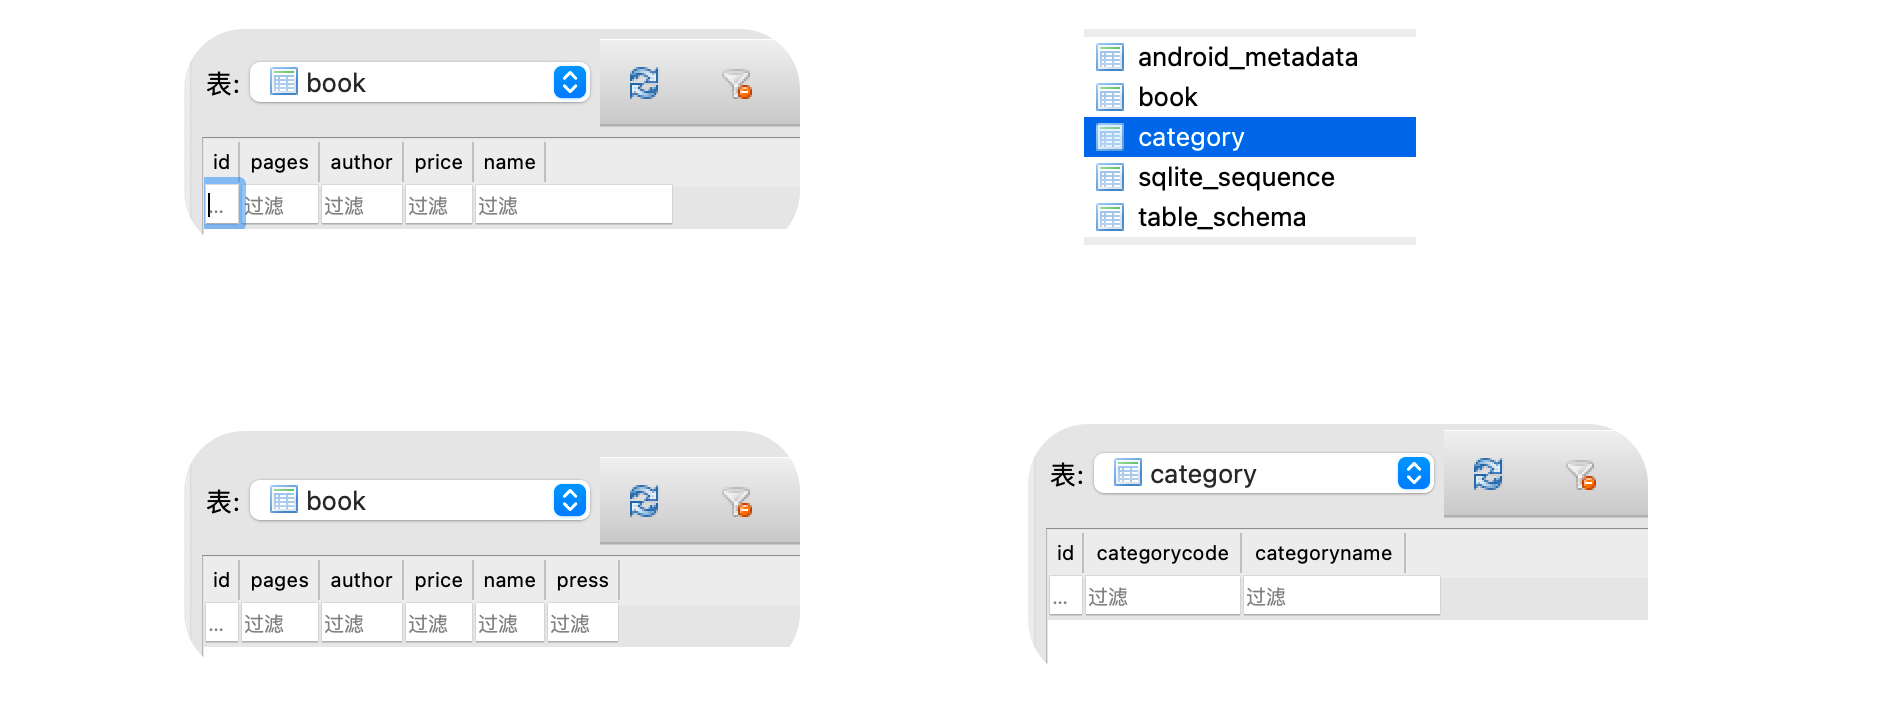 表: book
id pages author price name
... 过滤 过滤 过滤 过滤
android_metadata
book
category
sqlite_sequence
table_schema
表: book
id pages author price name press
... 过滤 过滤 过滤 过滤 过滤
表: category
id categorycode categoryname
... 过滤 过滤